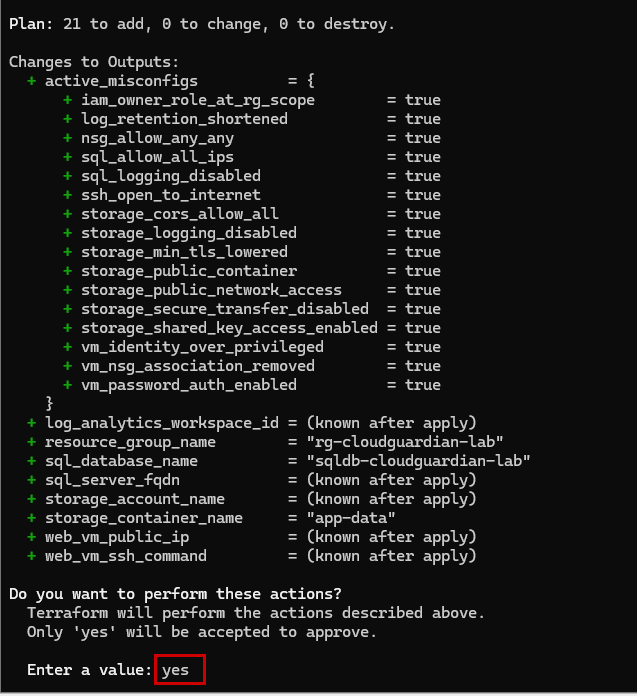 Plan: 21 to add, 0 to change, 0 to destroy.
Changes to Outputs:
+ active_misconfigs = {
+ iam_owner_role_at_rg_scope = true
+ log_retention_shortened = true
+ nsg_allow_any_any = true
+ sql_allow_all_ips = true
+ sql_logging_disabled = true
+ ssh_open_to_internet = true
+ storage_cors_allow_all = true
+ storage_logging_disabled = true
+ storage_min_tls_lowered = true
+ storage_public_container = true
+ storage_public_network_access = true
+ storage_secure_transfer_disabled = true
+ storage_shared_key_access_enabled = true
+ vm_identity_over_privileged = true
+ vm_nsg_association_removed = true
+ vm_password_auth_enabled = true
}
+ log_analytics_workspace_id = (known after apply)
+ resource_group_name = "rg-cloudguardian-lab"
+ sql_database_name = "sqldb-cloudguardian-lab"
+ sql_server_fqdn = (known after apply)
+ storage_account_name = (known after apply)
+ storage_container_name = "app-data"
+ web_vm_public_ip = (known after apply)
+ web_vm_ssh_command = (known after apply)
Do you want to perform these actions?
Terraform will perform the actions described above.
Only 'yes' will be accepted to approve.
Enter a value: yes